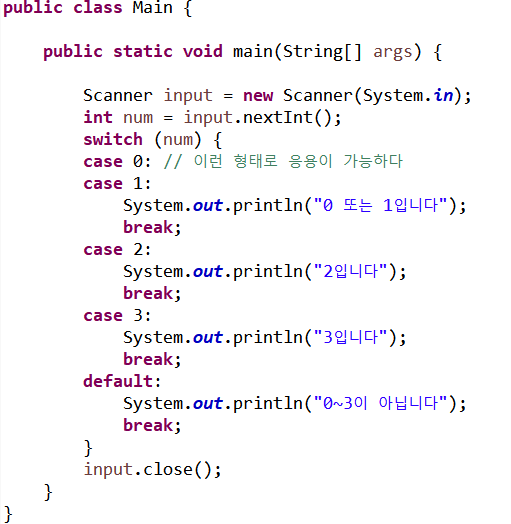 public class Main {
public static void main(String[] args) {
Scanner input = new Scanner(System.in);
int num = input.nextInt();
switch (num) {
case 0: // 이런 형태로 응용이 가능하다
case 1:
System.out.println("0 또는 1입니다");
break;
case 2:
System.out.println("2입니다");
break;
case 3:
System.out.println("3입니다");
break;
default:
System.out.println("0~3이 아닙니다");
break;
}
input.close();
}
}